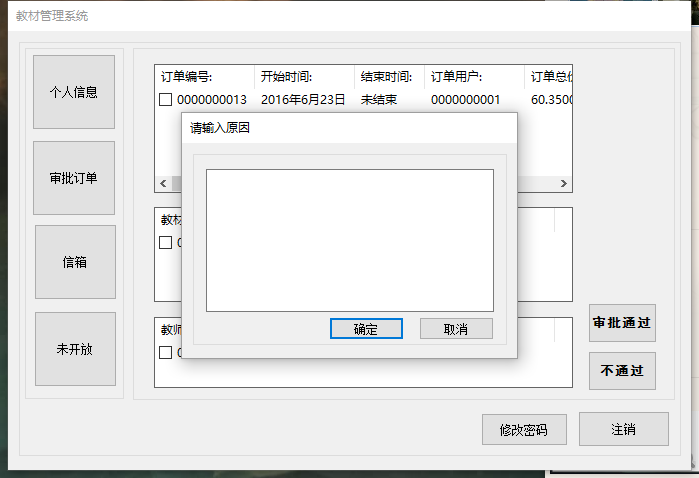 教材管理系统
个人信息
审批订单
信箱
未开放
订单编号: 开始时间: 结束时间: 订单用户: 订单总
0000000013 2016年6月23日 未结束 0000000001 60.3500
请输入原因
教材
教师
确定 取消
审批通过
不通过
修改密码 注销